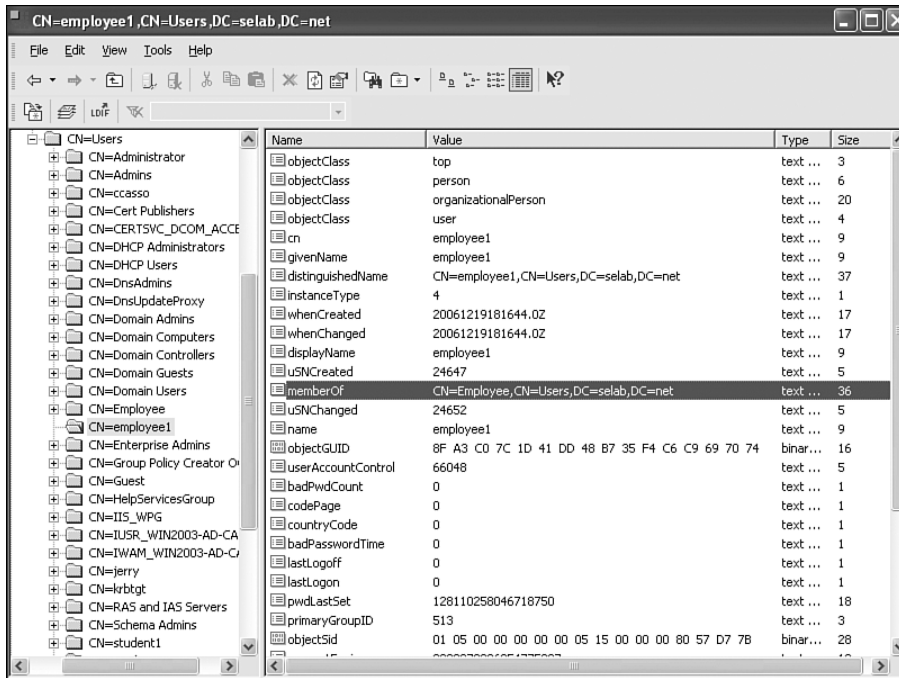 CN=employee1,CN=Users,DC=selab,DC=net
File Edit View Tools Help
LDIF
CN=Users
CN=Administrator
CN=Admins
CN=ccasso
CN=Cert Publishers
CN=CERTSVC_DCOM_ACCE
CN=DHCP Administrators
CN=DHCP Users
CN=DnsAdmins
CN=DnsUpdateProxy
CN=Domain Admins
CN=Domain Computers
CN=Domain Controllers
CN=Domain Guests
CN=Domain Users
CN=Employee
CN=employee1
CN=Enterprise Admins
CN=Group Policy Creator
CN=Guest
CN=HelpServicesGroup
CN=IIS_WPG
CN=IUSR_WIN2003-AD-CA
CN=IWAM_WIN2003-AD-C
CN=jerry
CN=krbtgt
CN=RAS and IAS Servers
CN=Schema Admins
CN=student1
Name Value Type Size
objectClass top text ... 3
objectClass person text ... 6
objectClass organizationalPerson text ... 20
objectClass user text ... 4
cn employee1 text ... 9
givenName employee1 text ... 9
distinguishedName CN=employee1,CN=Users,DC=selab,DC=net text ... 37
instanceType 4 text ... 1
whenCreated 20061219181644.0Z text ... 17
whenChanged 20061219181644.0Z text ... 17
displayName employee1 text ... 9
uSNCreated 24647 text ... 5
memberOf CN=Employee,CN=Users,DC=selab,DC=net text ... 36
uSNChanged 24652 text ... 5
name employee1 text ... 9
objectGUID 8F A3 C0 7C 1D 41 DD 48 B7 35 F4 C6 C9 69 70 74 binar... 16
userAccountControl 66048 text ... 5
badPwdCount 0 text ... 1
codePage 0 text ... 1
countryCode 0 text ... 1
badPasswordTime 0 text ... 1
lastLogoff 0 text ... 1
lastLogon 0 text ... 1
pwdLastSet 128110258046718750 text ... 18
primaryGroupID 513 text ... 3
objectSid 01 05 00 00 00 00 00 05 15 00 00 00 80 57 D7 7B binar... 28